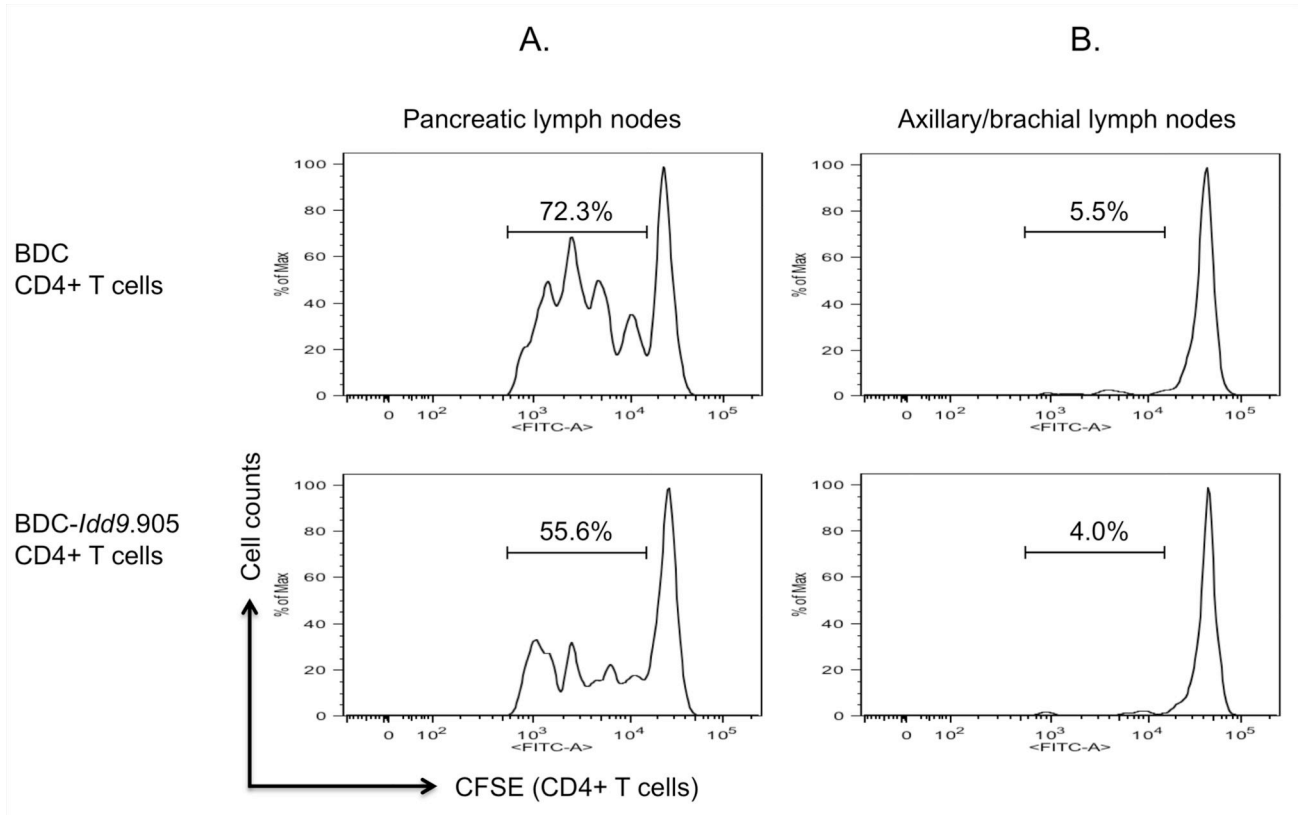 A.
B.
Pancreatic lymph nodes
Axillary/brachial lymph nodes
BDC
CD4+ T cells
72.3%
100
80
60
40
20
0
% of Max
0 10² 10³ 10⁴ 10⁵
<FITC-A>
5.5%
100
80
60
40
20
0
% of Max
0 10² 10³ 10⁴ 10⁵
<FITC-A>
BDC-Idd9.905
CD4+ T cells
55.6%
100
80
60
40
20
0
% of Max
0 10² 10³ 10⁴ 10⁵
<FITC-A>
4.0%
100
80
60
40
20
0
% of Max
0 10² 10³ 10⁴ 10⁵
<FITC-A>
Cell counts
CFSE (CD4+ T cells)